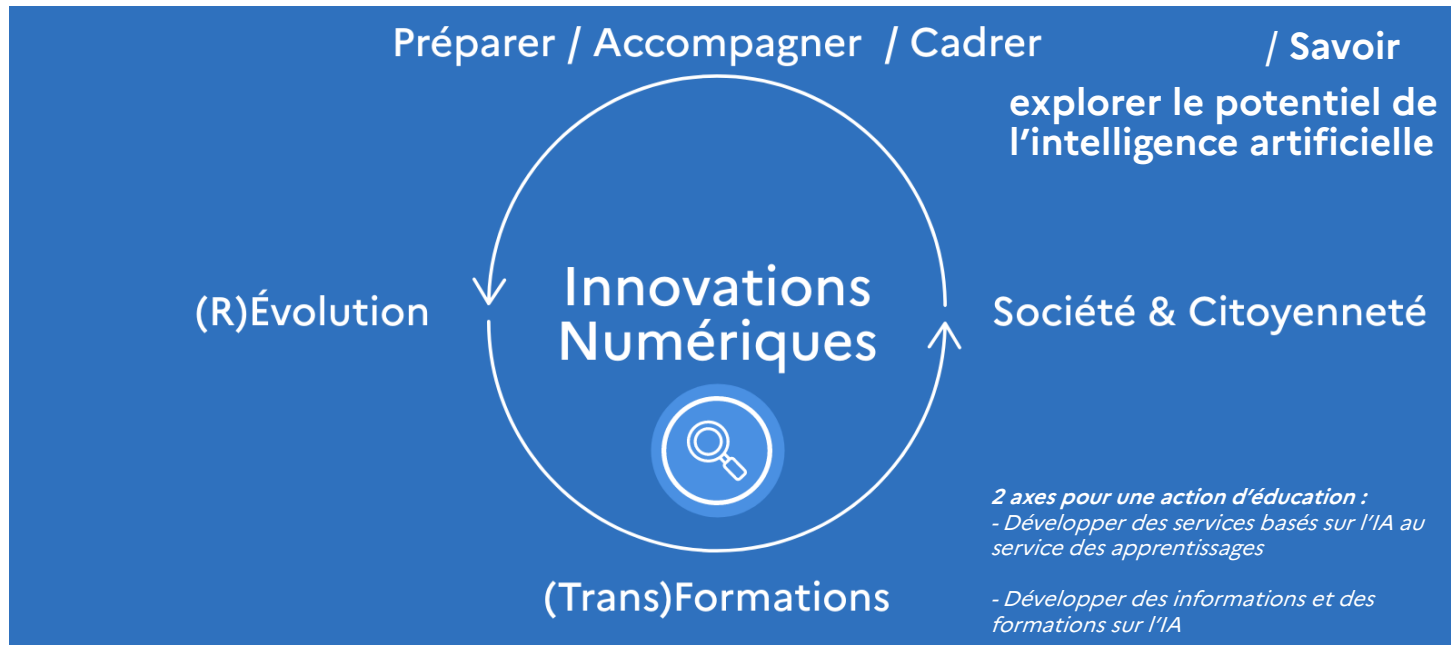 Préparer / Accompagner / Cadrer / Savoir
explorer le potentiel de
l’intelligence artificielle
(R)Évolution
Innovations
Numériques
Société & Citoyenneté
(Trans)Formations
2 axes pour une action d’éducation :
- Développer des services basés sur l’IA au
service des apprentissages
- Développer des informations et des
formations sur l’IA